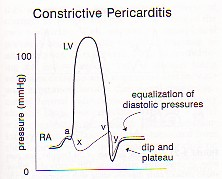 Constrictive Pericarditis
LV
100
pressure (mmHg)
equalization of
diastolic pressures
RA
a
v
x
y
dip and
plateau
0